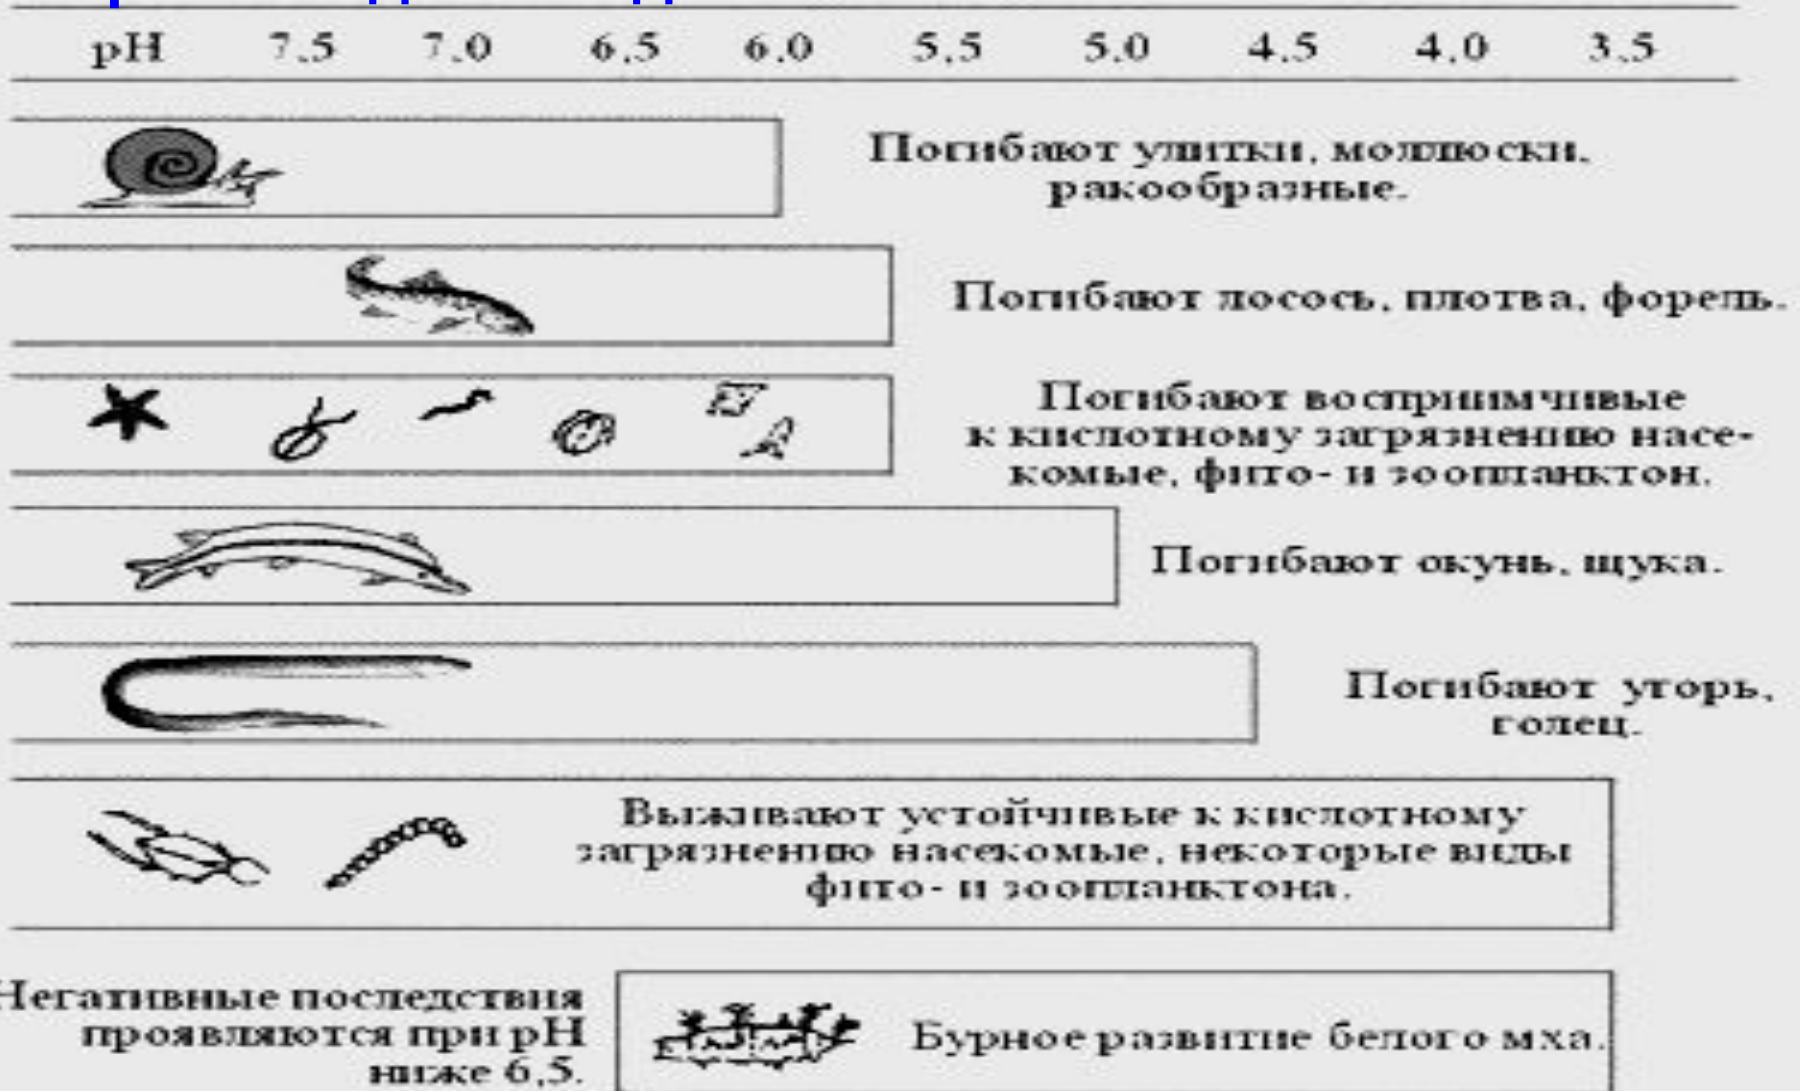 pH 7.5 7.0 6,5 6.0 5,5 5.0 4.5 4.0 3.5
Погибают улитки, моллюски,
ракообразные.
Погибают лосось, плотва, форель.
Погибают восприимчивые
к кислотному загрязнению насе-
комые, фито- и зоопланктон.
Погибают окунь, щука.
Погибают угорь,
голец.
Выживают устойчивые к кислотному
загрязнению насекомые, некоторые виды
фито- и зоопланктона.
Негативные последствия
проявляются при pH
ниже 6,5.
Бурное развитие белого мха.